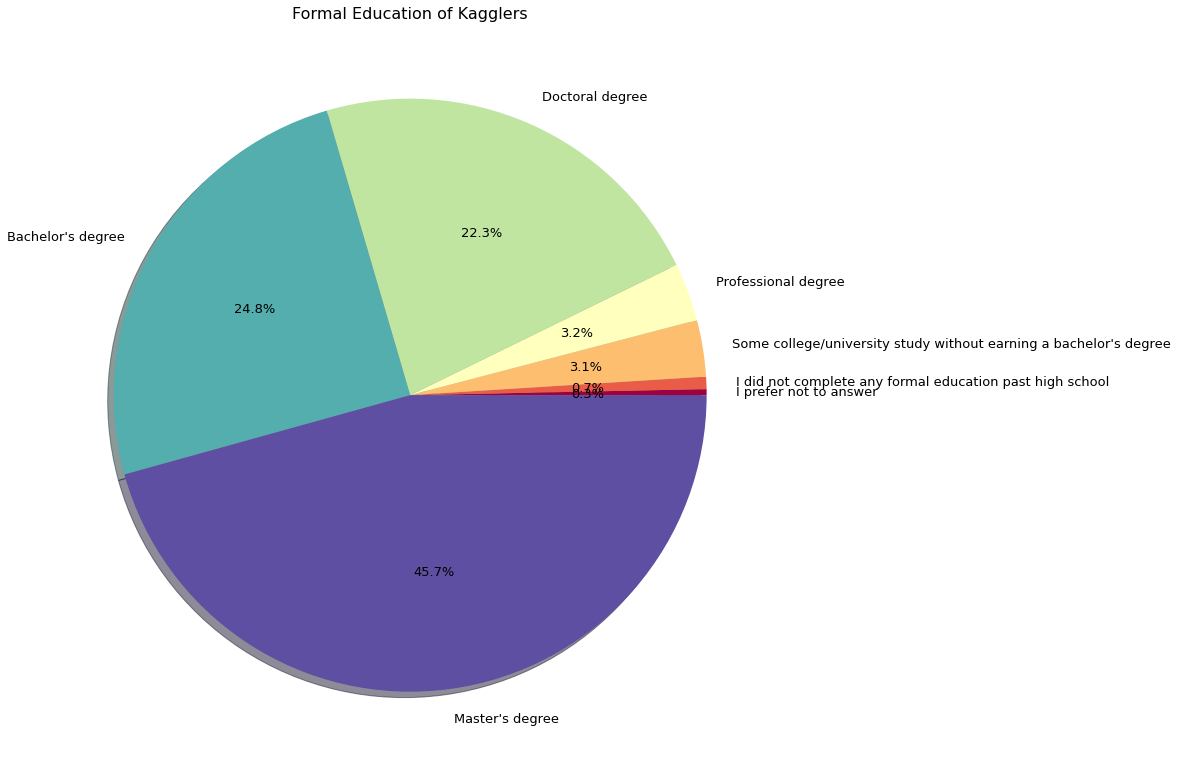 Formal Education of Kagglers
Doctoral degree
Bachelor's degree
22.3%
Professional degree
24.8%
3.2%
Some college/university study without earning a bachelor's degree
3.1%
I did not complete any formal education past high school
0.7%
I prefer not to answer
0.3%
45.7%
Master's degree